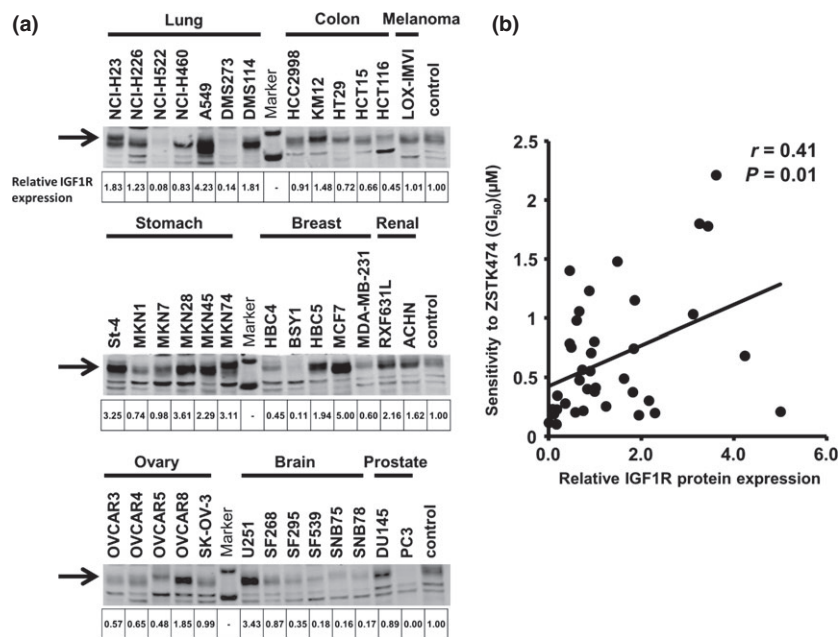 (a)
Lung Colon Melanoma
NCI-H23 NCI-H226 NCI-H522 NCI-H460 A549 DMS273 DMS114 Marker HCC2998 KM12 HT29 HCT15 HCT116 LOX-IMVI control
Relative IGF1R expression
1.83 1.23 0.08 0.83 4.23 0.14 1.81 - 0.91 1.48 0.72 0.66 0.45 1.01 1.00
Stomach Breast Renal
St-4 MKN1 MKN7 MKN28 MKN45 MKN74 Marker HBC4 BSY1 HBC5 MCF7 MDA-MB-231 RXF631L ACHN control
3.25 0.74 0.98 3.61 2.29 3.11 - 0.45 0.11 1.94 5.00 0.60 2.16 1.62 1.00
Ovary Brain Prostate
OVCAR3 OVCAR4 OVCAR5 OVCAR8 SK-OV-3 Marker U251 SF268 SF295 SF539 SNB75 SNB78 DU145 PC3 control
0.57 0.65 0.48 1.85 0.99 - 3.43 0.87 0.35 0.18 0.16 0.17 0.89 0.00 1.00
(b)
r = 0.41
P = 0.01
Sensitivity to ZSTK474 (GI50)(µM)
2.5
2
1.5
1
0.5
0
0.0 2.0 4.0 6.0
Relative IGF1R protein expression